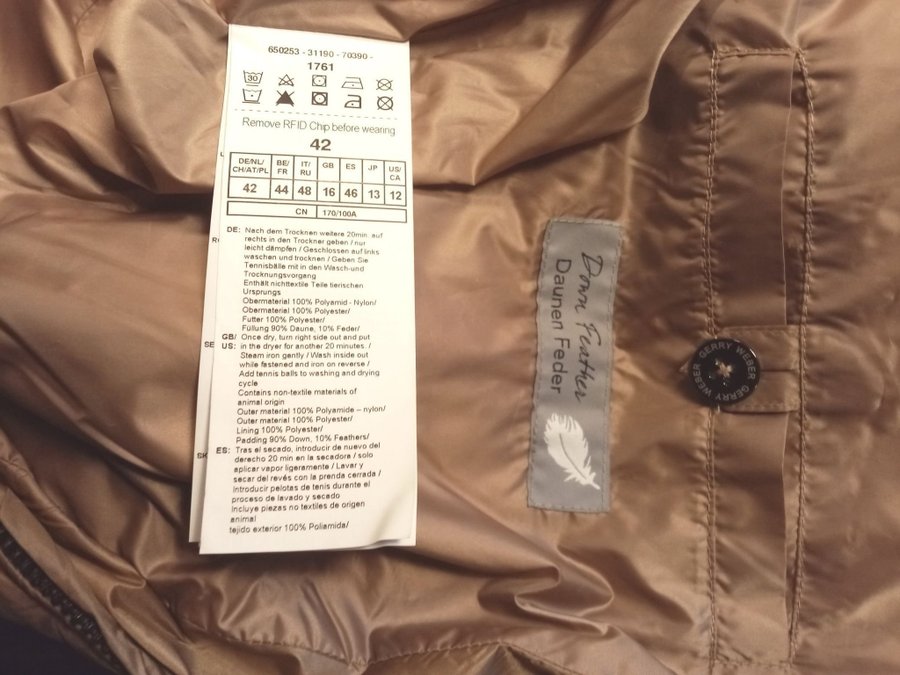 650253 - 31190 - 70390 -
1761
30
Remove RFID Chip before wearing
42
DE/NL/ CH/AT/PL BE/ FR IT/ RU GB ES JP US/ CA
42 44 48 16 46 13 12
CN 170/100A
DE: Nach dem Trocknen weitere 20min. auf
rechts in den Trockner geben / nur
leicht dämpfen / Geschlossen auf links
waschen und trocknen / Geben Sie
Tennisbälle mit in den Wasch-und
Trocknungsvorgang
Enthält nichttextile Teile tierischen
Ursprungs
Obermaterial 100% Polyamid - Nylon/
Obermaterial 100% Polyester/
Futter 100% Polyester/
Füllung 90% Daune, 10% Feder/
GB/ Once dry, turn right side out and put
US: in the dryer for another 20 minutes. /
Steam iron gently / Wash inside out
while fastened and iron on reverse /
Add tennis balls to washing and drying
cycle
Contains non-textile materials of
animal origin
Outer material 100% Polyamide – nylon/
Outer material 100% Polyester/
Lining 100% Polyester/
Padding 90% Down, 10% Feathers/
ES: Tras el secado, introducir de nuevo del
derecho 20 min en la secadora / solo
aplicar vapor ligeramente / Lavar y
secar del revés con la prenda cerrada /
Introducir pelotas de tenis durante el
proceso de lavado y secado
Incluye piezas no textiles de origen
animal
tejido exterior 100% Poliamida/
SE
SK
Down Feather
Daunen Feder
GERRY WEBER
GERRY WEBER